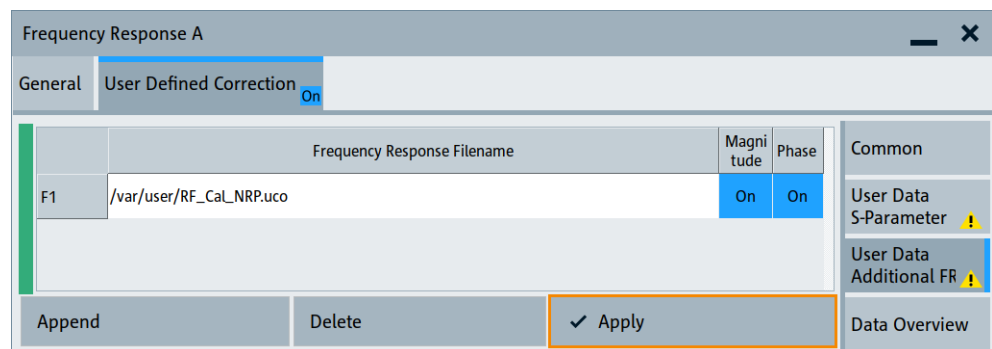 Frequency Response A
General
User Defined Correction
On
Frequency Response Filename
Magni
tude
Phase
F1
/var/user/RF_Cal_NRP.uco
On
On
Common
User Data
S-Parameter
User Data
Additional FR
Append
Delete
Apply
Data Overview